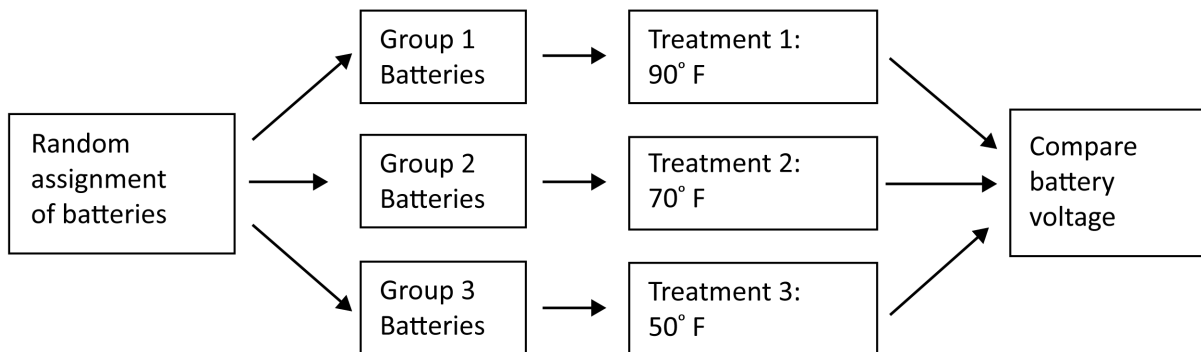 Random
assignment
of batteries
Group 1
Batteries
Treatment 1:
90° F
Group 2
Batteries
Treatment 2:
70° F
Group 3
Batteries
Treatment 3:
50° F
Compare
battery
voltage